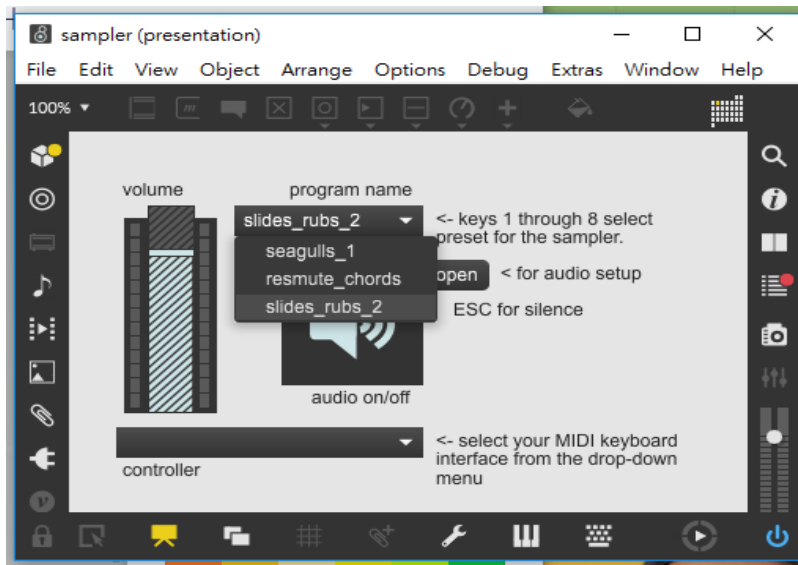 sampler (presentation)
File Edit View Object Arrange Options Debug Extras Window Help
100%
volume
program name
slides_rubs_2
<- keys 1 through 8 select
preset for the sampler.
seagulls_1
resmute_chords
slides_rubs_2
open
< for audio setup
ESC for silence
audio on/off
<- select your MIDI keyboard
interface from the drop-down
menu
controller